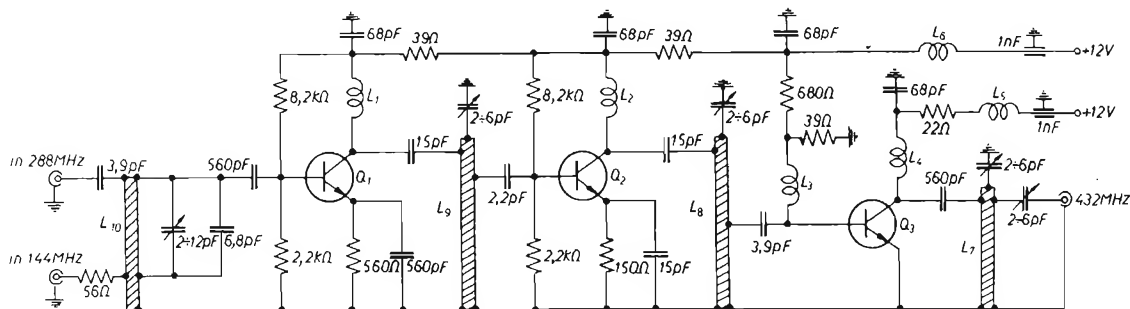 68pF
39Ω
68pF
39Ω
68pF
L6
1nF
+12V
8,2kΩ
L1
2÷6pF
8,2kΩ
L2
2÷6pF
680Ω
39Ω
68pF
22Ω
L5
1nF
+12V
in 288MHz
3,9pF
560pF
Q1
15pF
2,2pF
Q2
15pF
L3
L4
560pF
2÷6pF
2÷6pF
432MHZ
L10
2÷12pF
6,8pF
L9
L8
3,9pF
Q3
L7
in 144MHz
56Ω
2,2kΩ
560Ω
560pF
2,2kΩ
150Ω
15pF